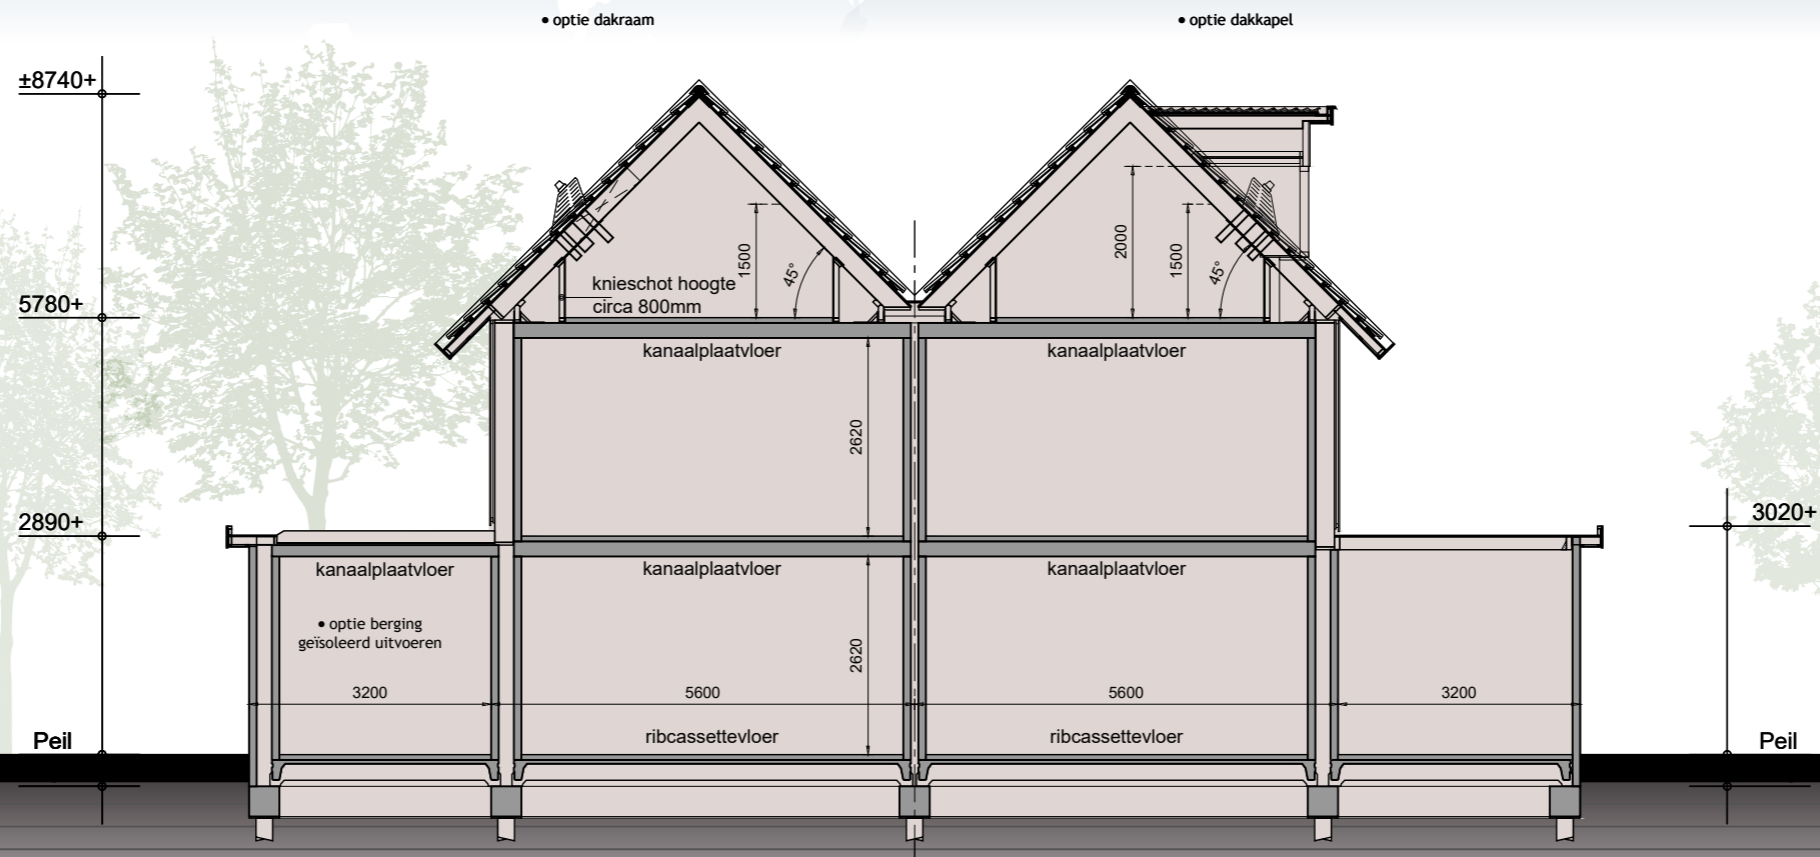 • optie dakraam
• optie dakkapel
±8740+
5780+
2890+
Peil
knieschot hoogte
circa 800mm
1500
45°
2000
1500
45°
kanaalplaatvloer
kanaalplaatvloer
2620
3020+
kanaalplaatvloer
kanaalplaatvloer
kanaalplaatvloer
• optie berging
geïsoleerd uitvoeren
2620
3200
5600
5600
3200
ribcassettevloer
ribcassettevloer
Peil